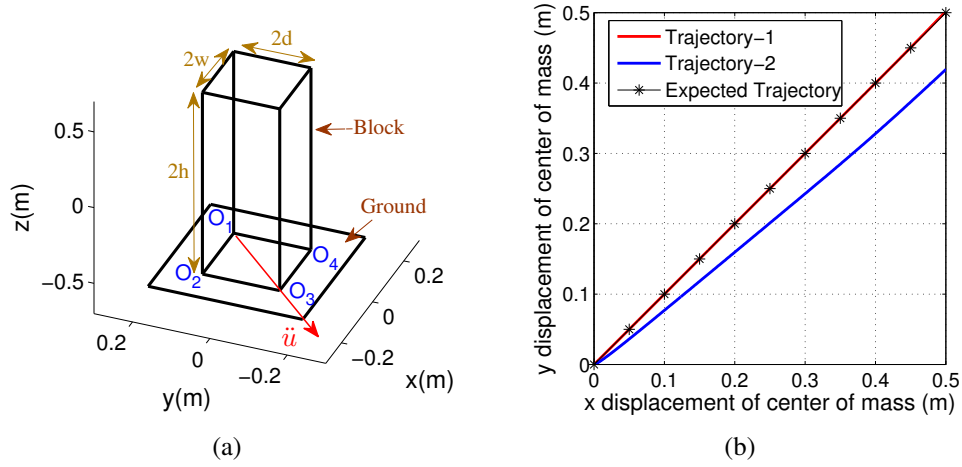 2d
2w
Block
0.5
2h
z(m)
0
Ground
O1
O4
O2
O3
-0.5
0.2
0
-0.2
ü
0.2
0
-0.2
y(m)
x(m)
(a)
0.5
0.4
0.3
0.2
0.1
0
y displacement of center of mass (m)
Trajectory-1
Trajectory-2
Expected Trajectory
0
0.1
0.2
0.3
0.4
0.5
x displacement of center of mass (m)
(b)